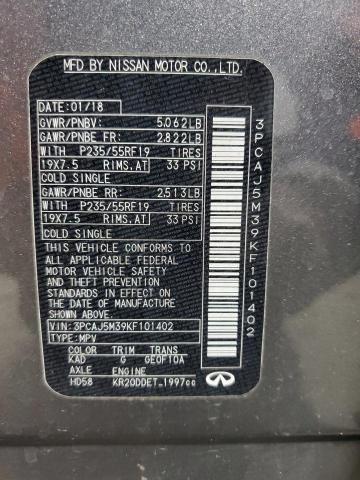 MFD BY NISSAN MOTOR CO.,LTD.
DATE:01/18
GVWR/PNBV: 5.062LB
GAWR/PNBE FR: 2.822LB
WITH P235/55RF19 TIRES
19X7.5 RIMS.AT 33 PSI
COLD SINGLE
GAWR/PNBE RR: 2.513LB
WITH P235/55RF19 TIRES
19X7.5 RIMS.AT 33 PSI
COLD SINGLE
THIS VEHICLE CONFORMS TO
ALL APPLICABLE FEDERAL
MOTOR VEHICLE SAFETY
AND THEFT PREVENTION
STANDARDS IN EFFECT ON
THE DATE OF MANUFACTURE
SHOWN ABOVE.
VIN:3PCAJ5M39KF101402
TYPE:MPV
COLOR TRIM TRANS
KAD G GE0F10A
AXLE ENGINE
HD58 KR20DDET 1997cc
INFINITI
3PCAJ5M39KF101402